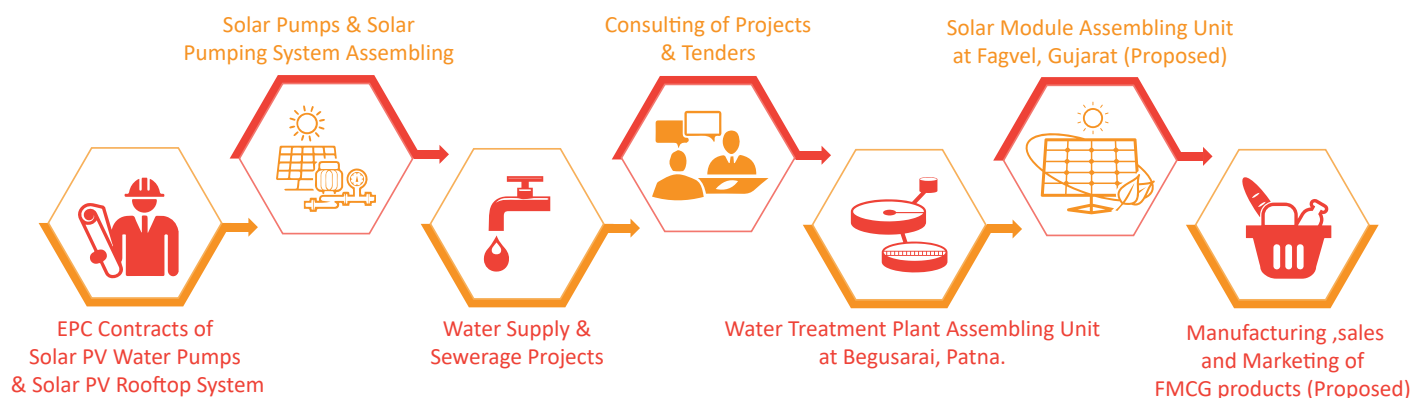 Solar Pumps & Solar
Pumping System Assembling
Consulting of Projects
& Tenders
Solar Module Assembling Unit
at Fagvel, Gujarat (Proposed)
EPC Contracts of
Solar PV Water Pumps
& Solar PV Rooftop System
Water Supply &
Sewerage Projects
Water Treatment Plant Assembling Unit
at Begusarai, Patna.
Manufacturing ,sales
and Marketing of
FMCG products (Proposed)